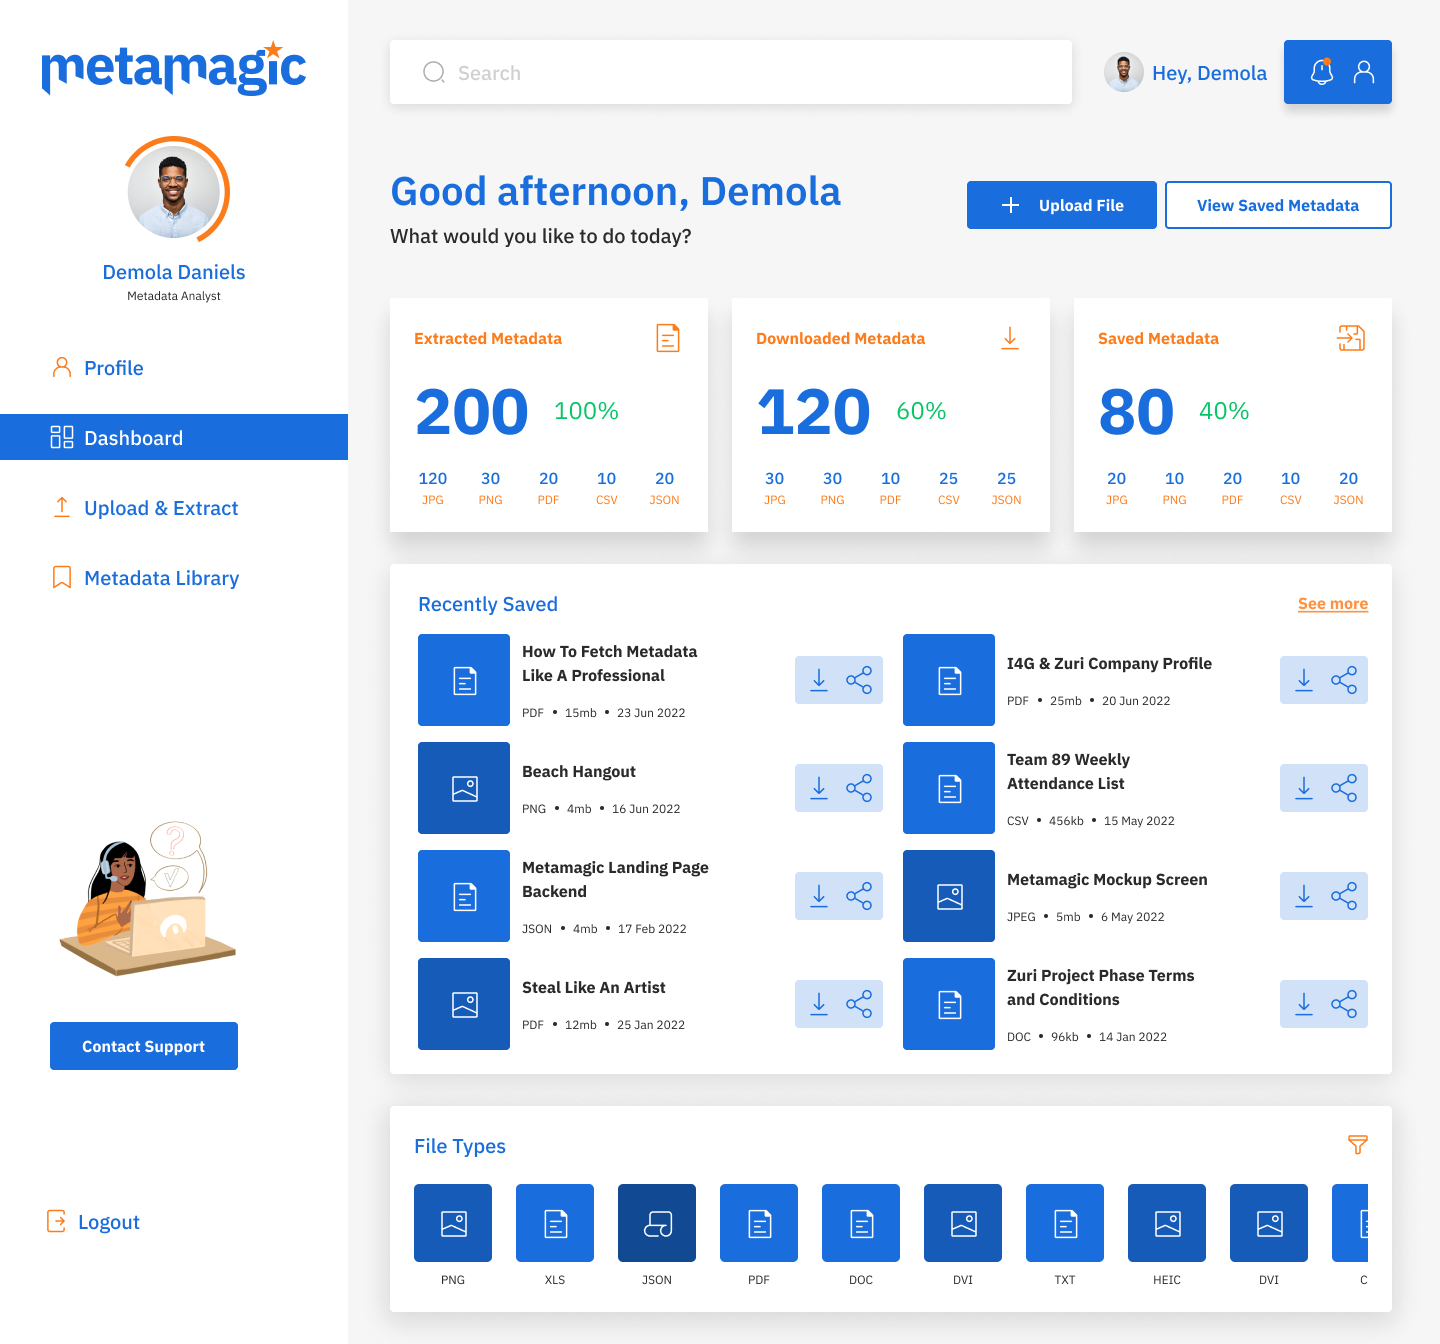 metamagic
Demola Daniels
Metadata Analyst
Profile
Dashboard
Upload & Extract
Metadata Library
?
Contact Support
Logout
Search
Hey, Demola
Good afternoon, Demola
What would you like to do today?
Upload File
View Saved Metadata
Extracted Metadata
200 100%
120 30 20 10 20
JPG PNG PDF CSV JSON
Downloaded Metadata
120 60%
30 30 10 25 25
JPG PNG PDF CSV JSON
Saved Metadata
80 40%
20 10 20 10 20
JPG PNG PDF CSV JSON
Recently Saved
See more
How To Fetch Metadata
Like A Professional
PDF • 15mb • 23 Jun 2022
I4G & Zuri Company Profile
PDF • 25mb • 20 Jun 2022
Beach Hangout
PNG • 4mb • 16 Jun 2022
Team 89 Weekly
Attendance List
CSV • 456kb • 15 May 2022
Metamagic Landing Page
Backend
JSON • 4mb • 17 Feb 2022
Metamagic Mockup Screen
JPEG • 5mb • 6 May 2022
Steal Like An Artist
PDF • 12mb • 25 Jan 2022
Zuri Project Phase Terms
and Conditions
DOC • 96kb • 14 Jan 2022
File Types
PNG XLS JSON PDF DOC DVI TXT HEIC DVI C